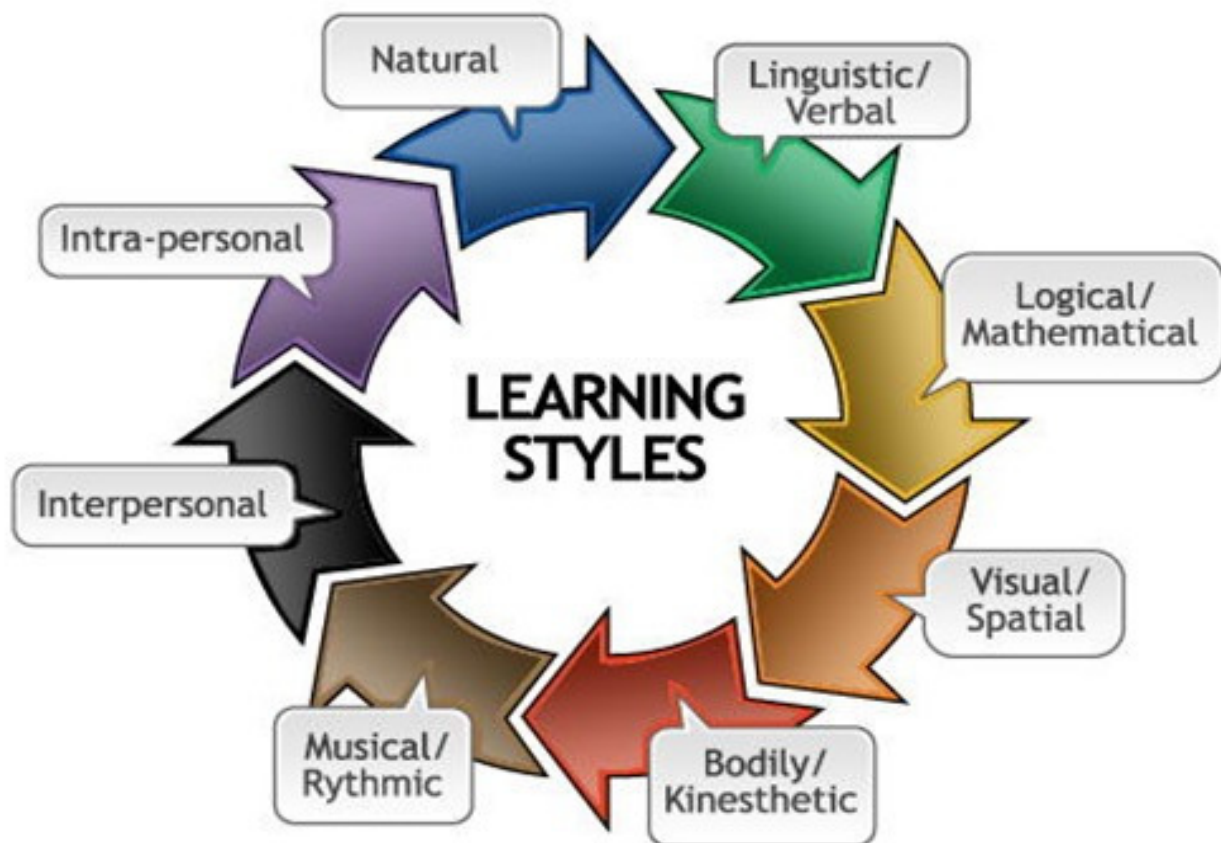 Natural
Linguistic/
Verbal
Logical/
Mathematical
Visual/
Spatial
Bodily/
Kinesthetic
Musical/
Rythmic
Interpersonal
Intra-personal
LEARNING
STYLES